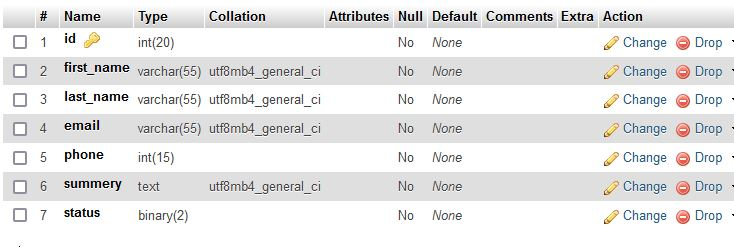 # Name Type Collation Attributes Null Default Comments Extra Action
1 id int(20) No None Change Drop
2 first_name varchar(55) utf8mb4_general_ci No None Change Drop
3 last_name varchar(55) utf8mb4_general_ci No None Change Drop
4 email varchar(55) utf8mb4_general_ci No None Change Drop
5 phone int(15) No None Change Drop
6 summery text utf8mb4_general_ci No None Change Drop
7 status binary(2) No None Change Drop